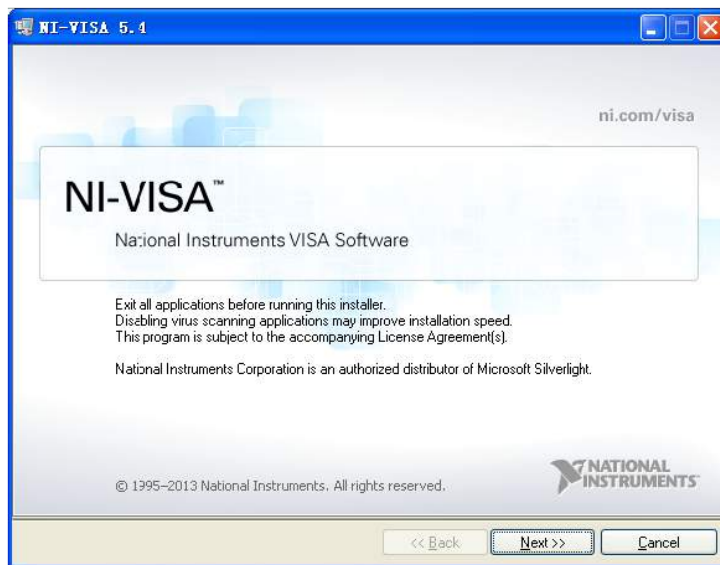 NI-VISA 5.4
ni.com/visa
NI-VISA™
National Instruments VISA Software
Exit all applications before running this installer.
Disabling virus scanning applications may improve installation speed.
This program is subject to the accompanying License Agreement(s).
National Instruments Corporation is an authorized distributor of Microsoft Silverlight.
NATIONAL
INSTRUMENTS™
© 1995–2013 National Instruments. All rights reserved.
<< Back Next >> Cancel